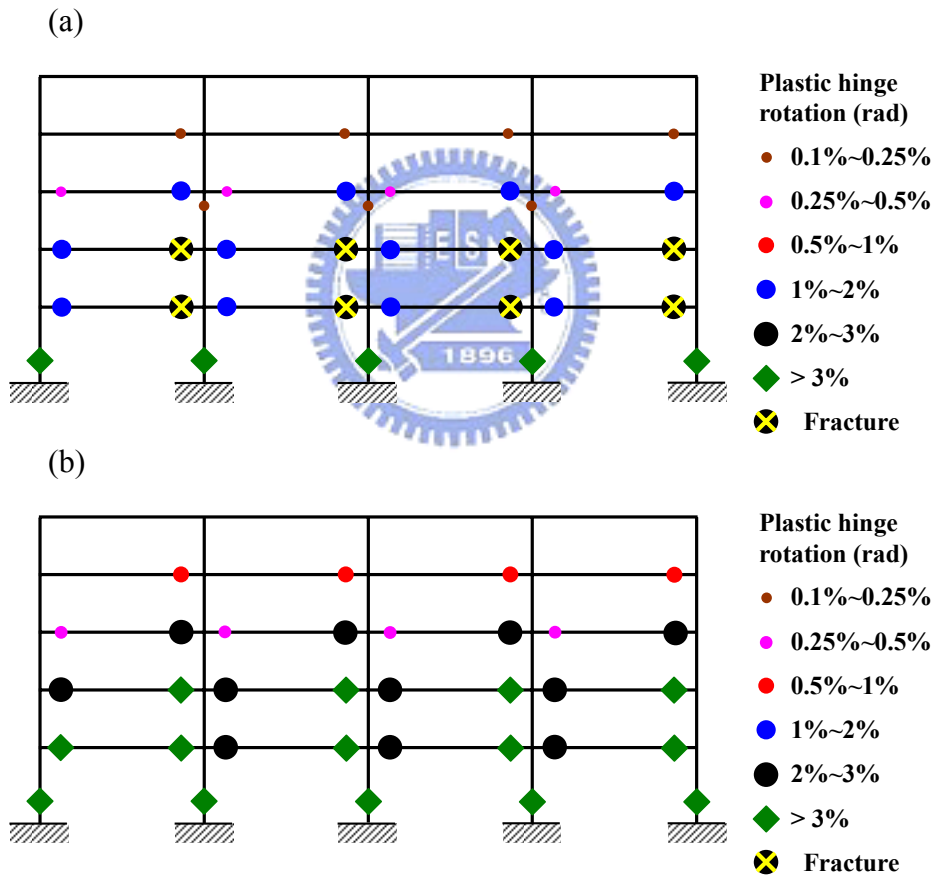 (a)
Plastic hinge
rotation (rad)
0.1%~0.25%
0.25%~0.5%
0.5%~1%
1%~2%
2%~3%
> 3%
Fracture
E S
1896
(b)
Plastic hinge
rotation (rad)
0.1%~0.25%
0.25%~0.5%
0.5%~1%
1%~2%
2%~3%
> 3%
Fracture